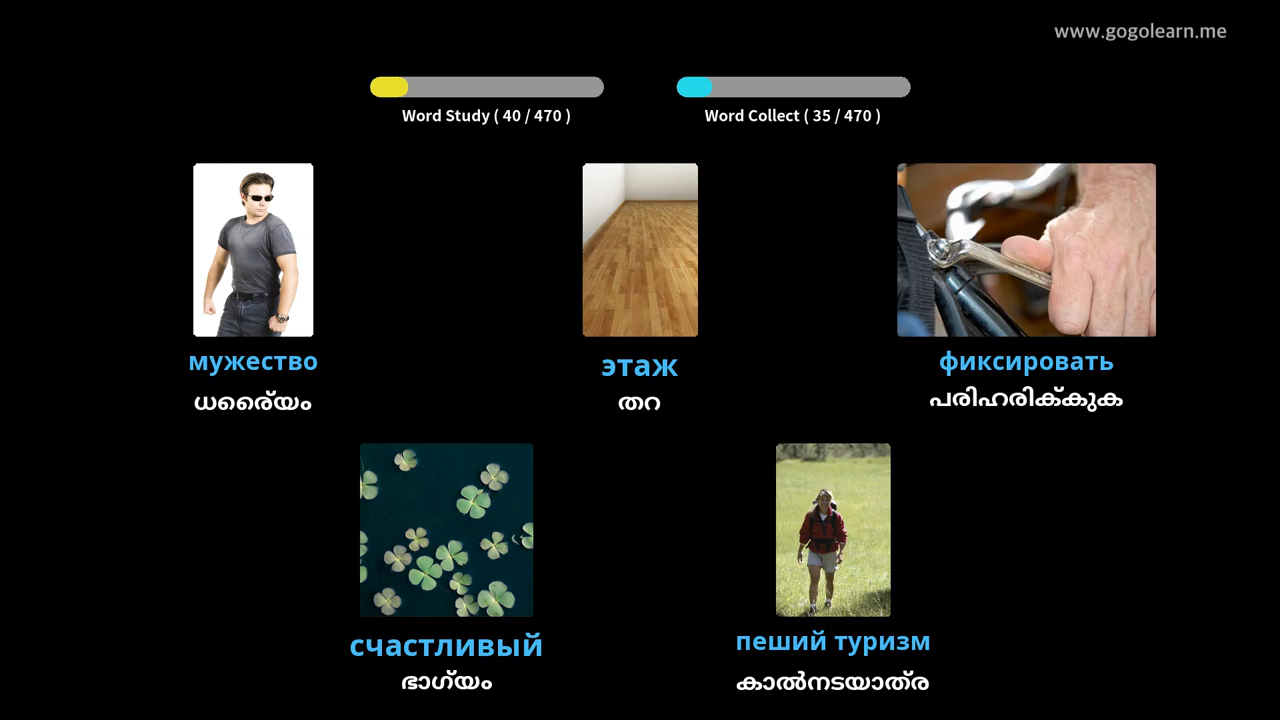 www.gogolearn.me
Word Study ( 40 / 470 )
Word Collect ( 35 / 470 )
мужество
ധൈര്യം
этаж
തറ
фиксировать
പരിഹരിക്കുക
счастливый
ഭാഗ്യം
пеший туризм
കാൽനടയാത്ര